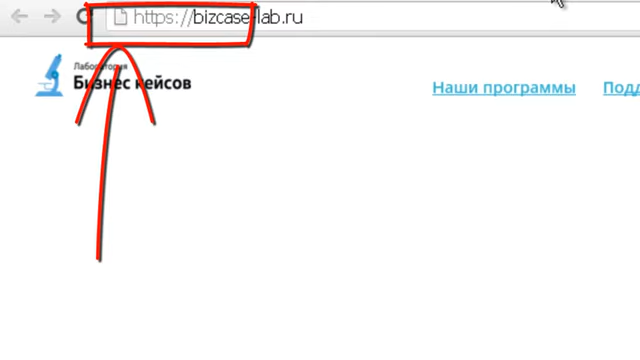 https://bizcase-lab.ru
Лаборатория
Бизнес кейсов
Наши программы